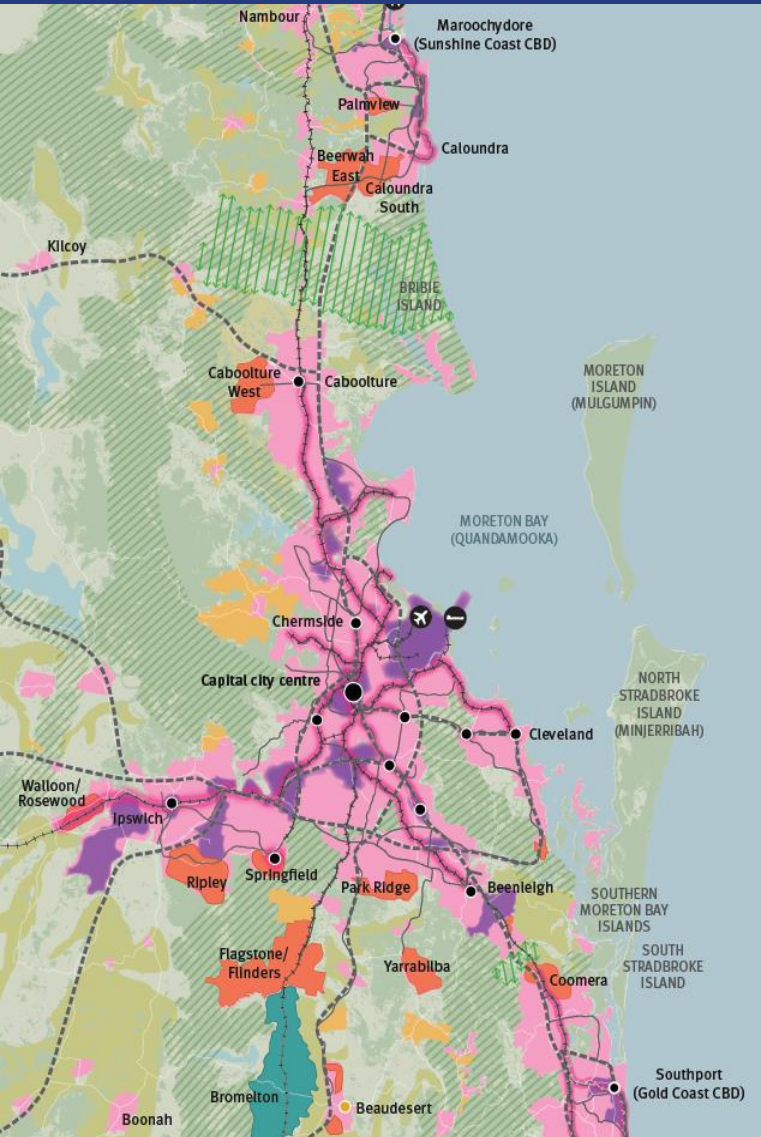 Nambour
Maroochydore
(Sunshine Coast CBD)
Palmview
Caloundra
Beerwah
East
Caloundra
South
Kilcoy
BRIBIE
ISLAND
Caboolture
West
Caboolture
MORETON
ISLAND
(MULGUMPIN)
MORETON BAY
(QUANDAMOOKA)
Chermside
Capital city centre
NORTH
STRADBROKE
ISLAND
(MINJERRIBAH)
Cleveland
Walloon/
Rosewood
Ipswich
Ripley
Springfield
Park Ridge
Beenleigh
SOUTHERN
MORETON BAY
ISLANDS
Flagstone/
Flinders
Yarrabilba
SOUTH
STRADBROKE
ISLAND
Coomera
Southport
(Gold Coast CBD)
Bromelton
Beaudesert
Boonah